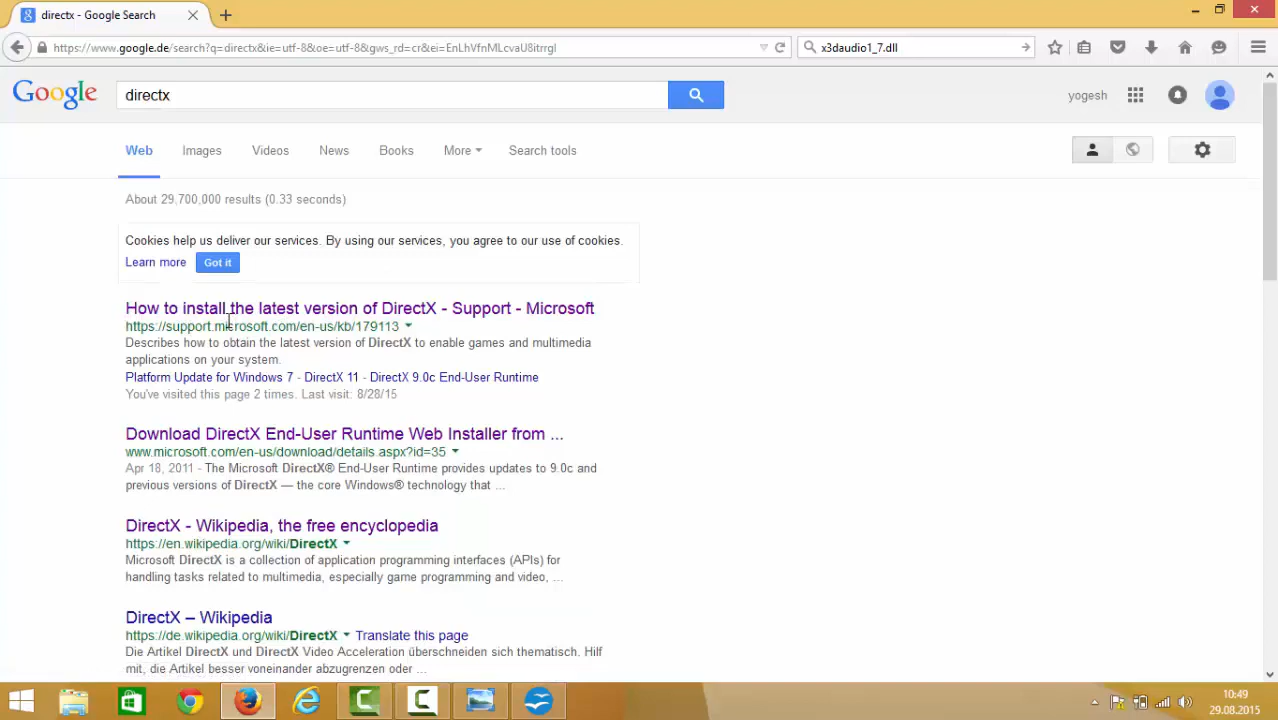 directx - Google Search
https://www.google.de/search?q=directx&ie=utf-8&oe=utf-8&gws_rd=cr&ei=EnLhVfnMLcvaU8itrrgl
x3daudio1_7.dll
Google
directx
yogesh
Web Images Videos News Books More Search tools
About 29,700,000 results (0.33 seconds)
Cookies help us deliver our services. By using our services, you agree to our use of cookies.
Learn more Got it
How to install the latest version of DirectX - Support - Microsoft
https://support.microsoft.com/en-us/kb/179113
Describes how to obtain the latest version of DirectX to enable games and multimedia
applications on your system.
Platform Update for Windows 7 - DirectX 11 - DirectX 9.0c End-User Runtime
You've visited this page 2 times. Last visit: 8/28/15
Download DirectX End-User Runtime Web Installer from ...
www.microsoft.com/en-us/download/details.aspx?id=35
Apr 18, 2011 - The Microsoft DirectX® End-User Runtime provides updates to 9.0c and
previous versions of DirectX — the core Windows® technology that ...
DirectX - Wikipedia, the free encyclopedia
https://en.wikipedia.org/wiki/DirectX
Microsoft DirectX is a collection of application programming interfaces (APIs) for
handling tasks related to multimedia, especially game programming and video, ...
DirectX – Wikipedia
https://de.wikipedia.org/wiki/DirectX Translate this page
Die Artikel DirectX und DirectX Video Acceleration überschneiden sich thematisch. Hilf
mit, die Artikel besser voneinander abzugrenzen oder ...
10:49
29.08.2015